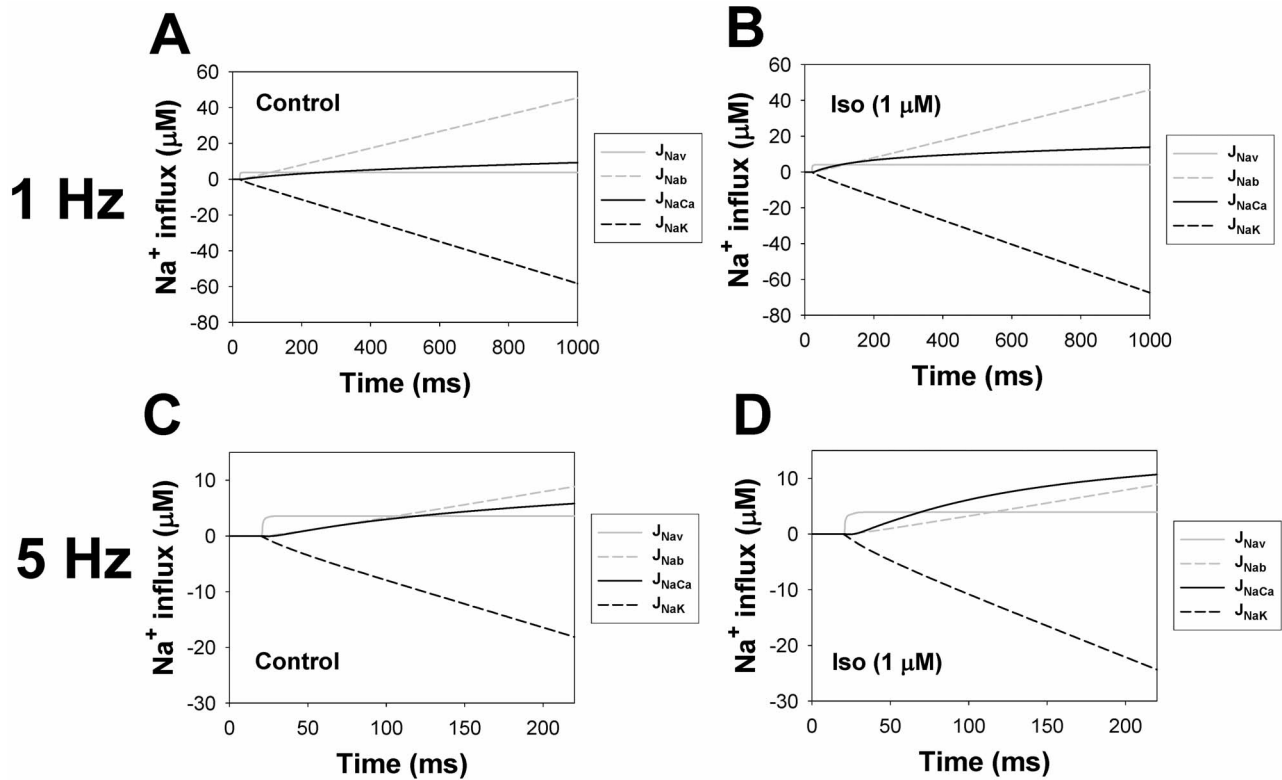 A
Na⁺ influx (μM)
60
40
20
0
-20
-40
-60
-80
Control
0 200 400 600 800 1000
Time (ms)
J_Nav
J_Nab
J_NaCa
J_NaK
B
Na⁺ influx (μM)
60
40
20
0
-20
-40
-60
-80
Iso (1 μM)
0 200 400 600 800 1000
Time (ms)
J_Nav
J_Nab
J_NaCa
J_NaK
1 Hz
C
Na⁺ influx (μM)
10
0
-10
-20
-30
Control
0 50 100 150 200
Time (ms)
J_Nav
J_Nab
J_NaCa
J_NaK
D
Na⁺ influx (μM)
10
0
-10
-20
-30
Iso (1 μM)
0 50 100 150 200
Time (ms)
J_Nav
J_Nab
J_NaCa
J_NaK
5 Hz